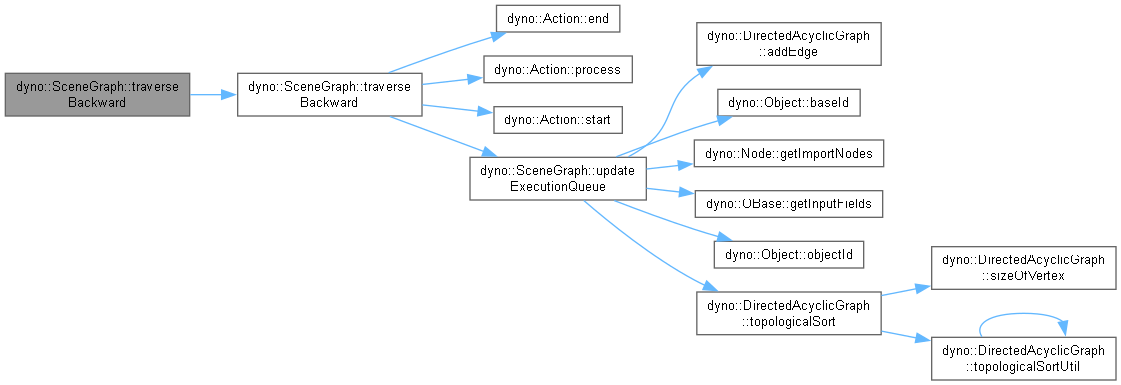 dyno::SceneGraph::traverse
Backward
dyno::SceneGraph::traverse
Backward
dyno::Action::end
dyno::Action::process
dyno::Action::start
dyno::SceneGraph::update
ExecutionQueue
dyno::DirectedAcyclicGraph
::addEdge
dyno::Object::baseId
dyno::Node::getImportNodes
dyno::OBase::getInputFields
dyno::Object::objectId
dyno::DirectedAcyclicGraph
::topologicalSort
dyno::DirectedAcyclicGraph
::sizeOfVertex
dyno::DirectedAcyclicGraph
::topologicalSortUtil